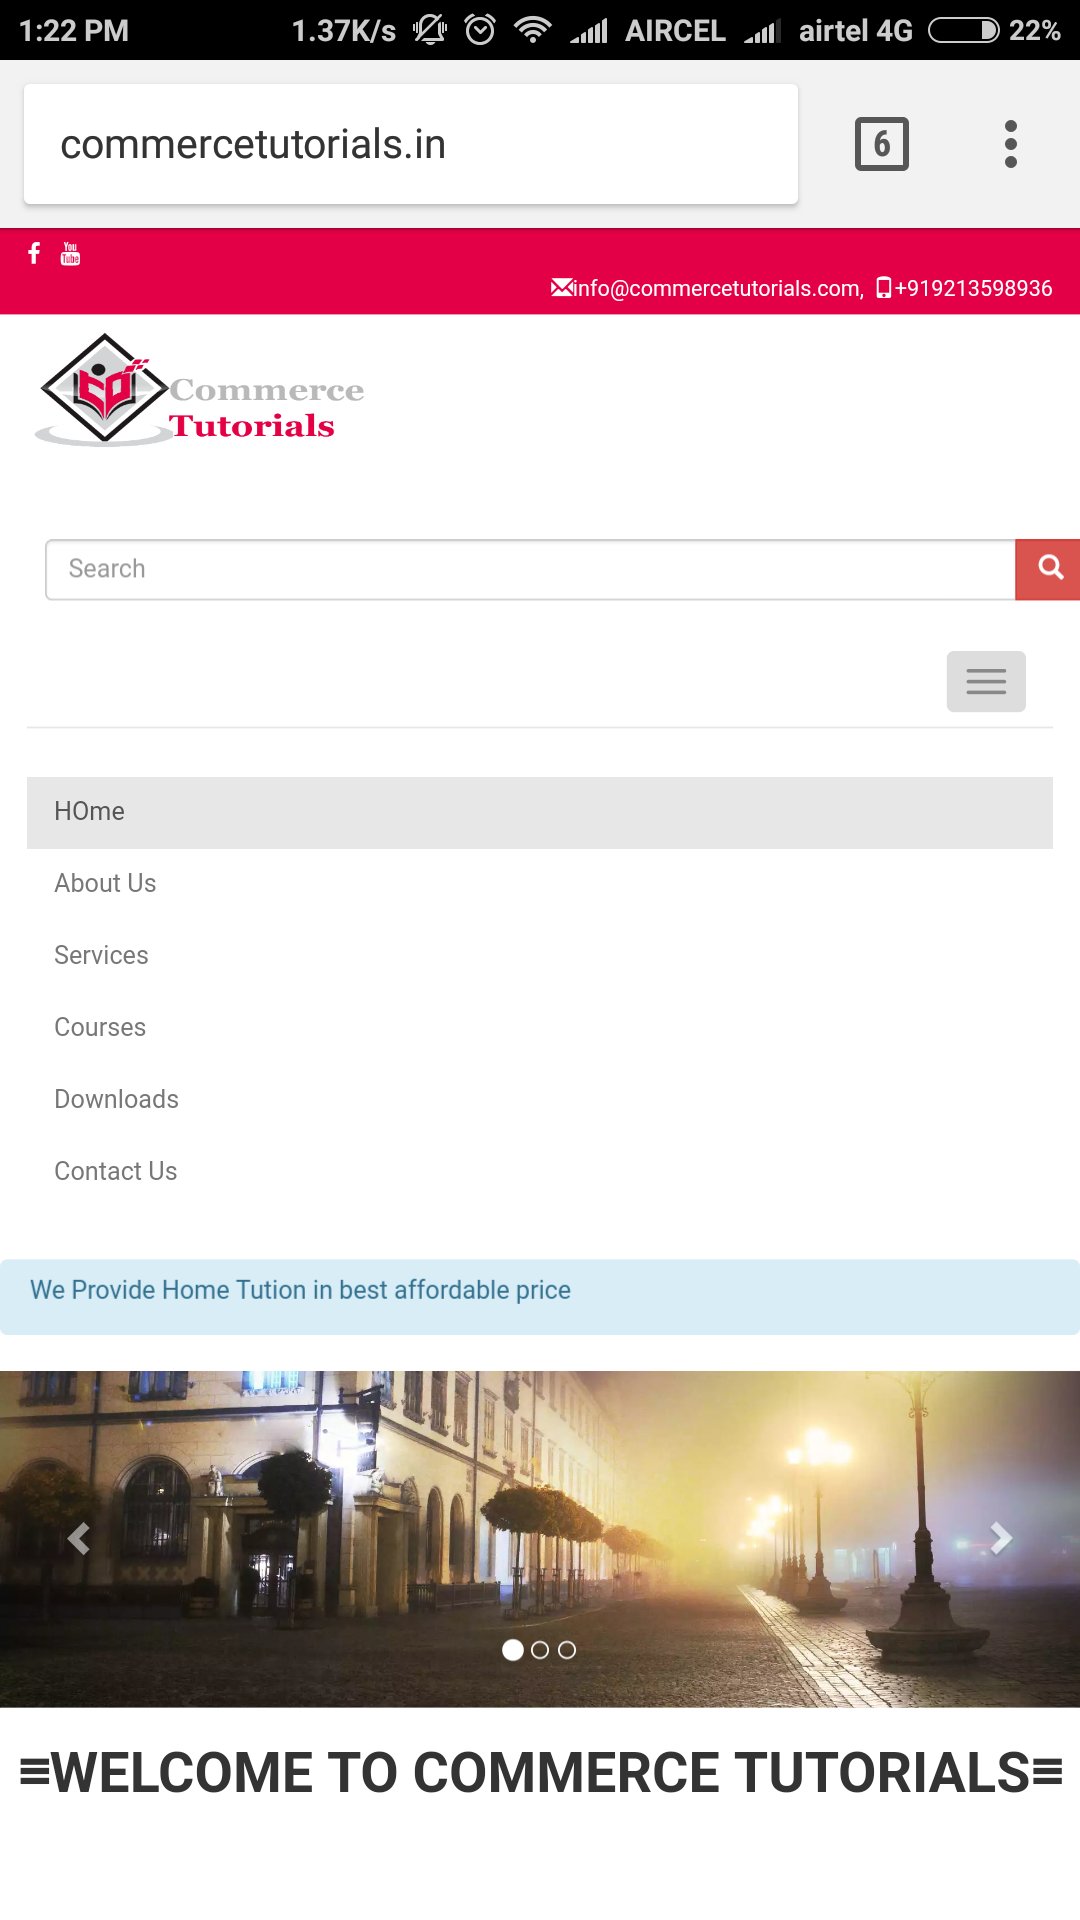 1:22 PM 1.37K/s AIRCEL airtel 4G 22%
commercetutorials.in 6
You
Tube
info@commercetutorials.com, +919213598936
Commerce
Tutorials
Search
HOme
About Us
Services
Courses
Downloads
Contact Us
We Provide Home Tution in best affordable price
WELCOME TO COMMERCE TUTORIALS